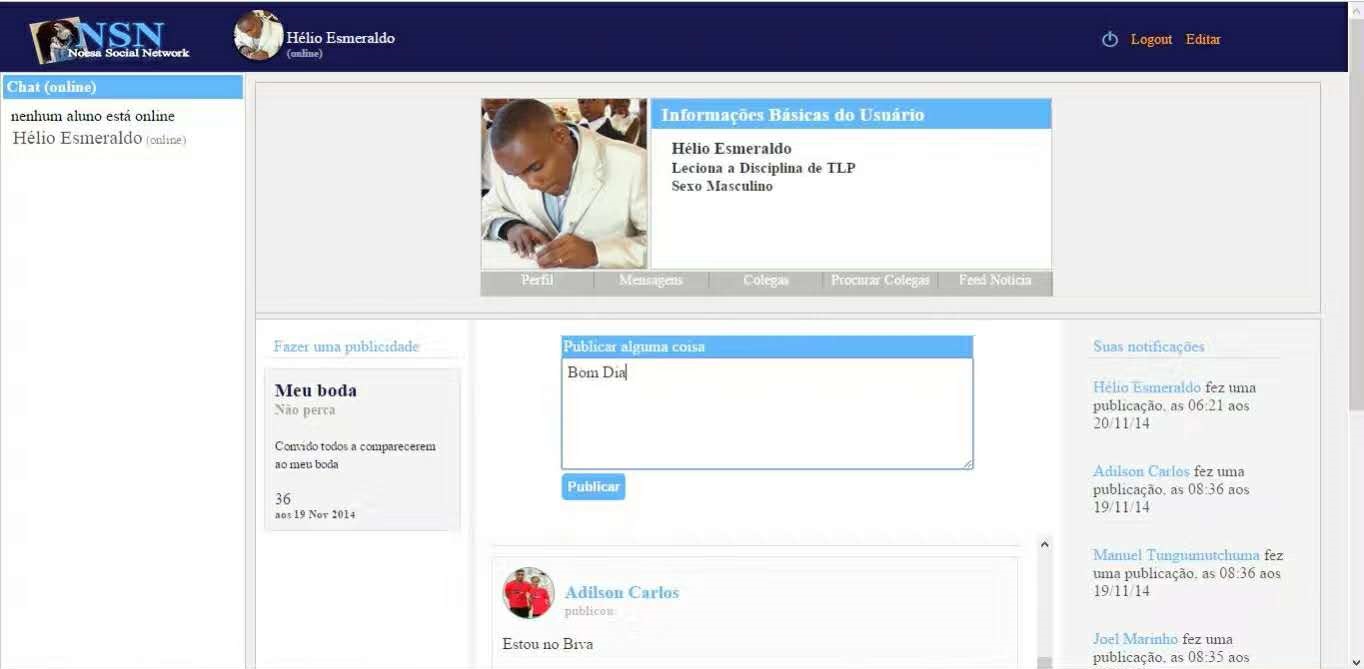 NSN
Nossa Social Network
Hélio Esmeraldo
(online)
Logout Editar
Chat (online)
nenhum aluno está online
Hélio Esmeraldo (online)
Informações Básicas do Usuário
Hélio Esmeraldo
Leciona a Disciplina de TLP
Sexo Masculino
Perfil Mensagens Colegas Procurar Colegas Feed Noticia
Fazer uma publicidade
Meu boda
Não perca
Convido todos a comparecerem
ao meu boda
36
aos 19 Nov 2014
Publicar alguma coisa
Bom Dia
Publicar
Adilson Carlos
publicou:
Estou no Biva
Suas notificações
Hélio Esmeraldo fez uma
publicação, as 06:21 aos
20/11/14
Adilson Carlos fez uma
publicação, as 08:36 aos
19/11/14
Manuel Tungumutchuma fez
uma publicação, as 08:36 aos
19/11/14
Joel Marinho fez uma
publicação, as 08:35 aos